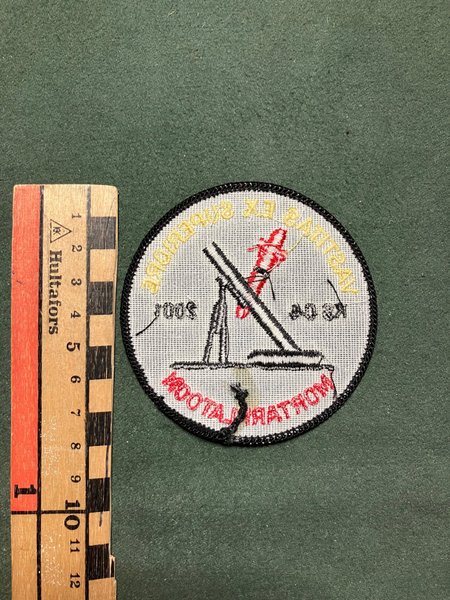 VASTITAS EX SUPERIORE
KS 04 2001
MORTARPLATOON
Hultafors
1 2 3 4 5 6 7 8 9 10 11 12
1